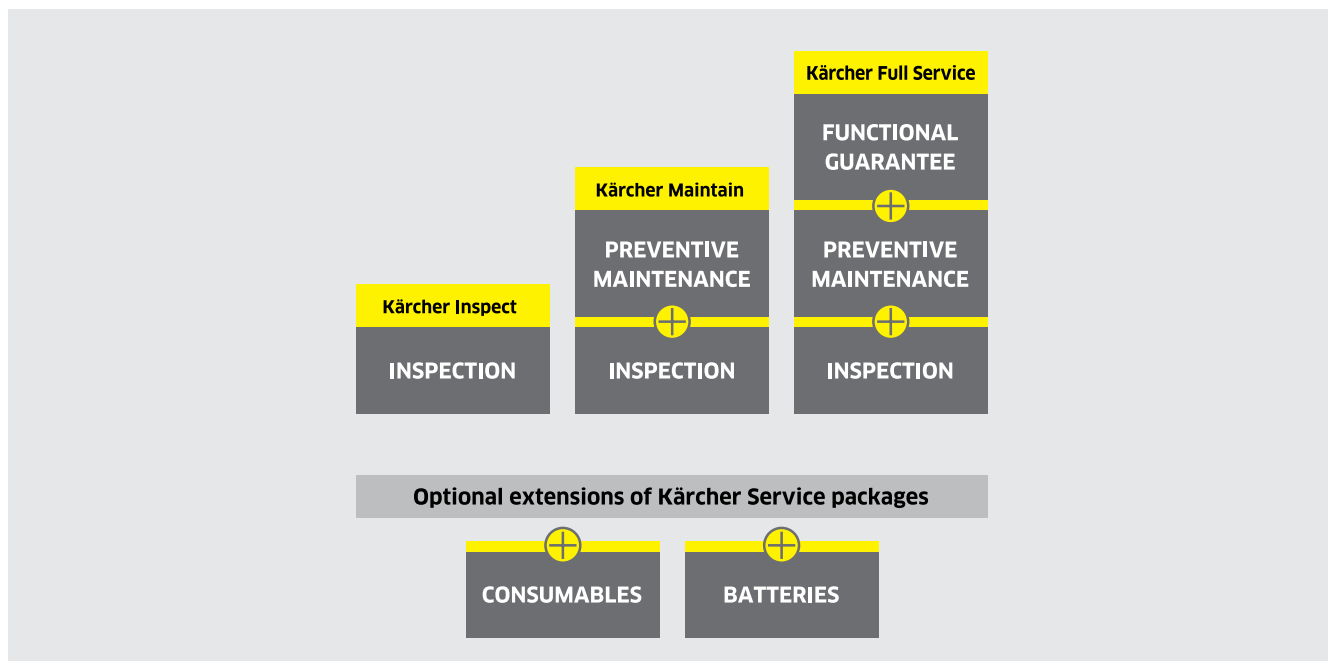 Kärcher Full Service
FUNCTIONAL
GUARANTEE
Kärcher Maintain
PREVENTIVE
MAINTENANCE
PREVENTIVE
MAINTENANCE
Kärcher Inspect
INSPECTION
INSPECTION
INSPECTION
Optional extensions of Kärcher Service packages
CONSUMABLES
BATTERIES